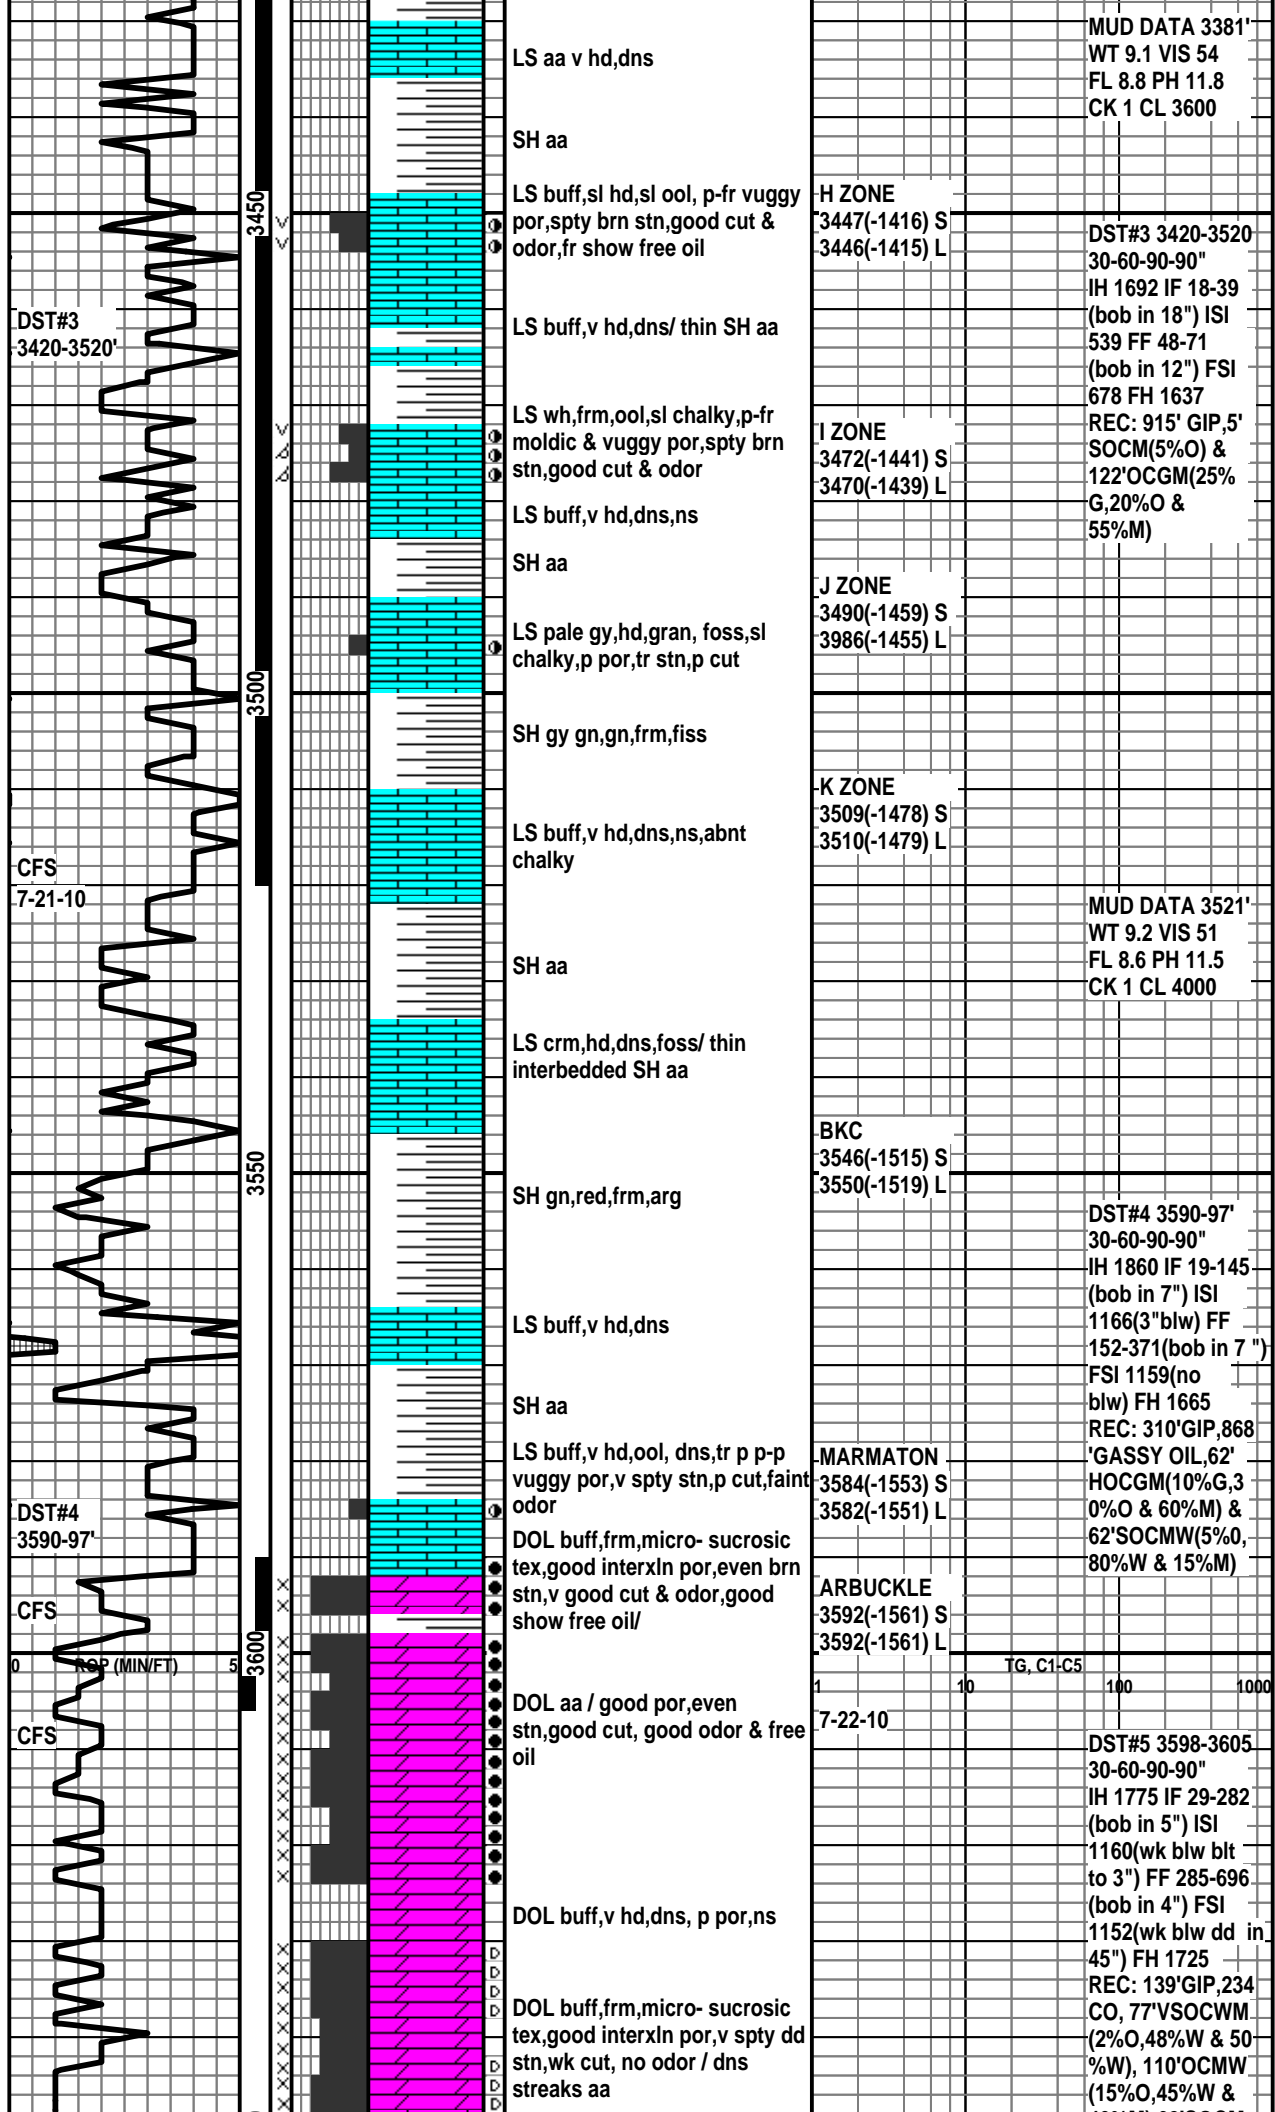 MUD DATA 3381'
WT 9.1 VIS 54
FL 8.8 PH 11.8
CK 1 CL 3600
LS aa v hd,dns
SH aa
LS buff,sl hd,sl ool, p-fr vuggy
por,spty brn stn,good cut &
odor,fr show free oil
H ZONE
3447(-1416) S
3446(-1415) L
3450
DST#3 3420-3520
30-60-90-90"
IH 1692 IF 18-39
(bob in 18") ISI
539 FF 48-71
(bob in 12") FSI
678 FH 1637
REC: 915' GIP,5'
SOCM(5%O) &
122'OCGM(25%
G,20%O &
55%M)
DST#3
3420-3520'
LS buff,v hd,dns/ thin SH aa
LS wh,frm,ool,sl chalky,p-fr
moldic & vuggy por,spty brn
stn,good cut & odor
I ZONE
3472(-1441) S
3470(-1439) L
LS buff,v hd,dns,ns
SH aa
J ZONE
3490(-1459) S
3986(-1455) L
LS pale gy,hd,gran, foss,sl
chalky,p por,tr stn,p cut
3500
SH gy gn,gn,frm,fiss
K ZONE
3509(-1478) S
3510(-1479) L
LS buff,v hd,dns,ns,abnt
chalky
CFS
7-21-10
MUD DATA 3521'
WT 9.2 VIS 51
FL 8.6 PH 11.5
CK 1 CL 4000
SH aa
LS crm,hd,dns,foss/ thin
interbedded SH aa
BKC
3546(-1515) S
3550(-1519) L
3550
SH gn,red,frm,arg
DST#4 3590-97'
30-60-90-90"
IH 1860 IF 19-145
(bob in 7") ISI
1166(3"blw) FF
152-371(bob in 7 ")
FSI 1159(no
blw) FH 1665
REC: 310'GIP,868
'GASSY OIL,62'
HOCGM(10%G,3
0%O & 60%M) &
62'SOCMW(5%0,
80%W & 15%M)
LS buff,v hd,dns
SH aa
LS buff,v hd,ool, dns,tr p p-p
vuggy por,v spty stn,p cut,faint
odor
MARMATON
3584(-1553) S
3582(-1551) L
DST#4
3590-97'
DOL buff,frm,micro- sucrosic
tex,good interxln por,even brn
stn,v good cut & odor,good
show free oil/
ARBUCKLE
3592(-1561) S
3592(-1561) L
CFS
3600
0 ROP (MIN/FT) 5
TG, C1-C5
1 10 100 1000
7-22-10
DOL aa / good por,even
stn,good cut, good odor & free
oil
CFS
DST#5 3598-3605
30-60-90-90"
IH 1775 IF 29-282
(bob in 5") ISI
1160(wk blw blt
to 3") FF 285-696
(bob in 4") FSI
1152(wk blw dd in
45") FH 1725
REC: 139'GIP,234
CO, 77'VSOCWM
(2%O,48%W & 50
%W), 110'OCMW
(15%O,45%W &
DOL buff,v hd,dns, p por,ns
DOL buff,frm,micro- sucrosic
tex,good interxln por,v spty dd
stn,wk cut, no odor / dns
streaks aa